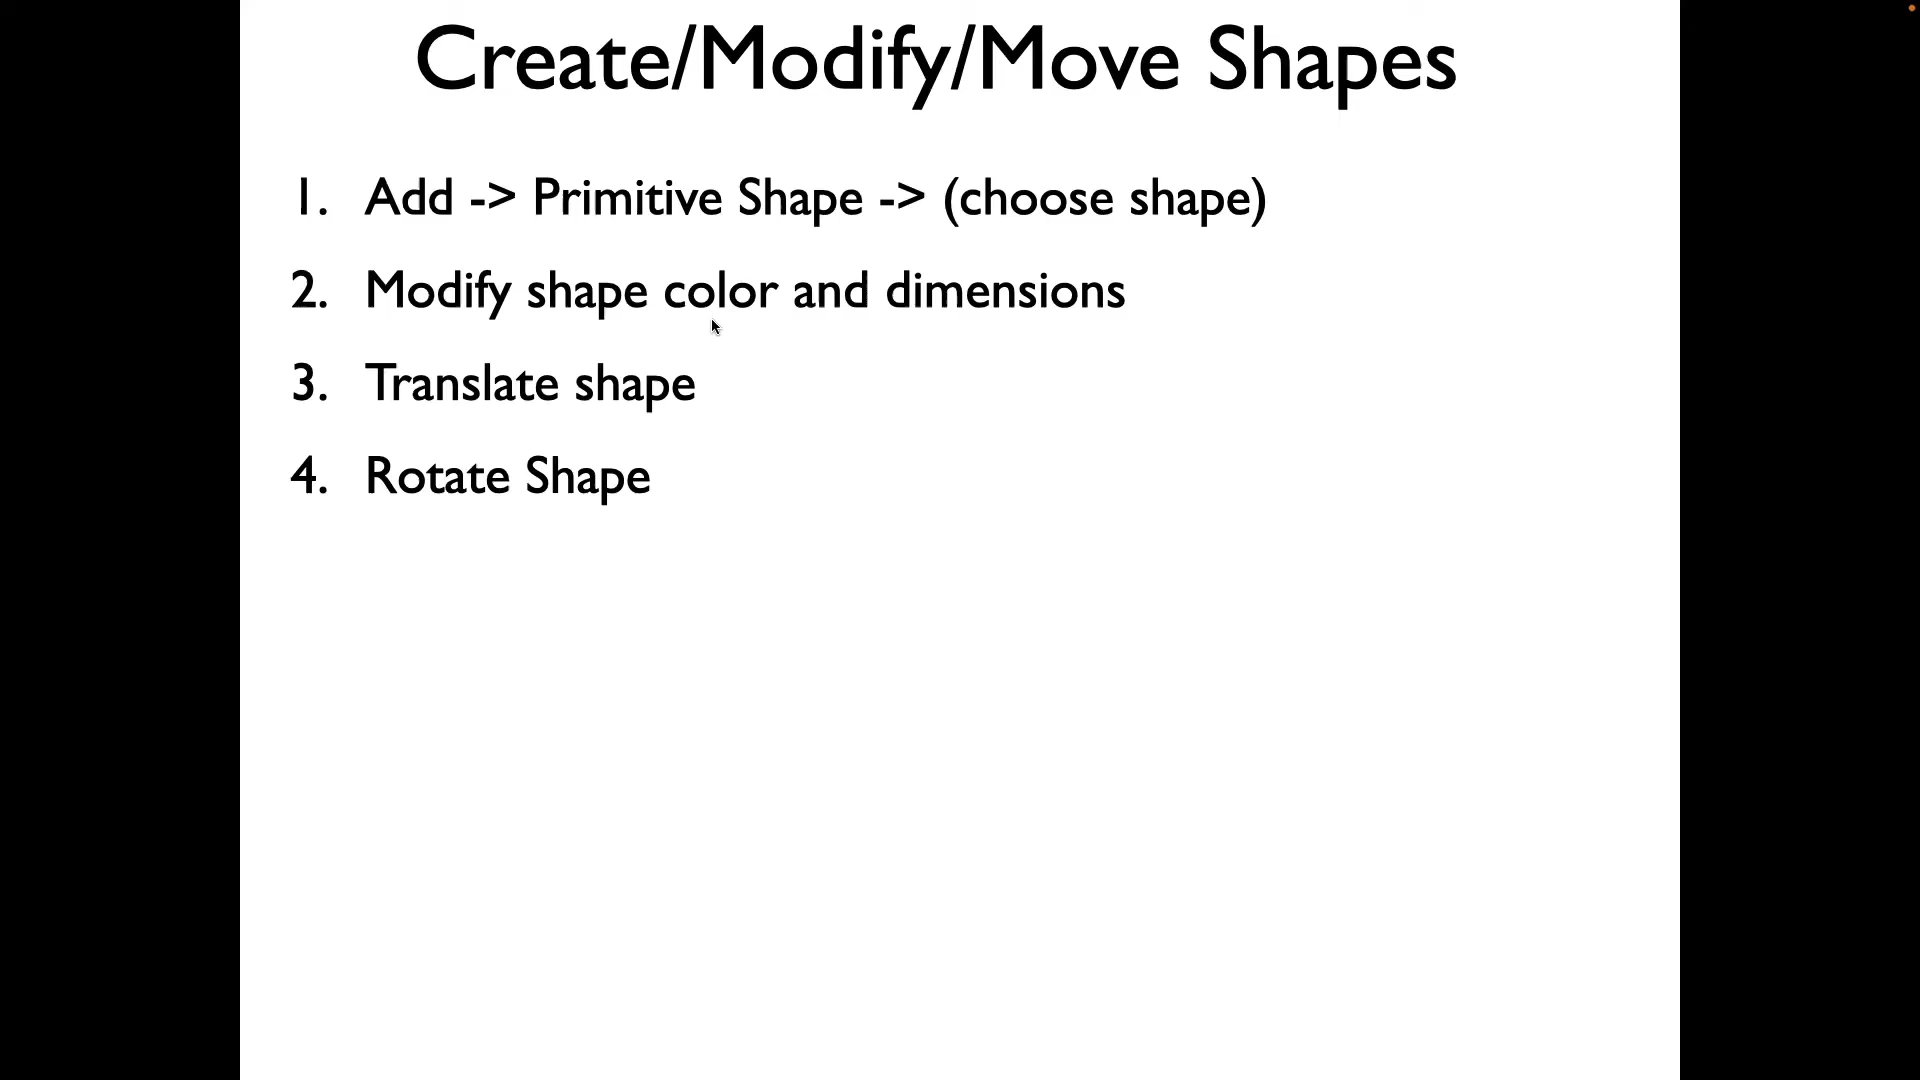 Create/Modify/Move Shapes
1. Add -> Primitive Shape -> (choose shape)
2. Modify shape color and dimensions
3. Translate shape
4. Rotate Shape